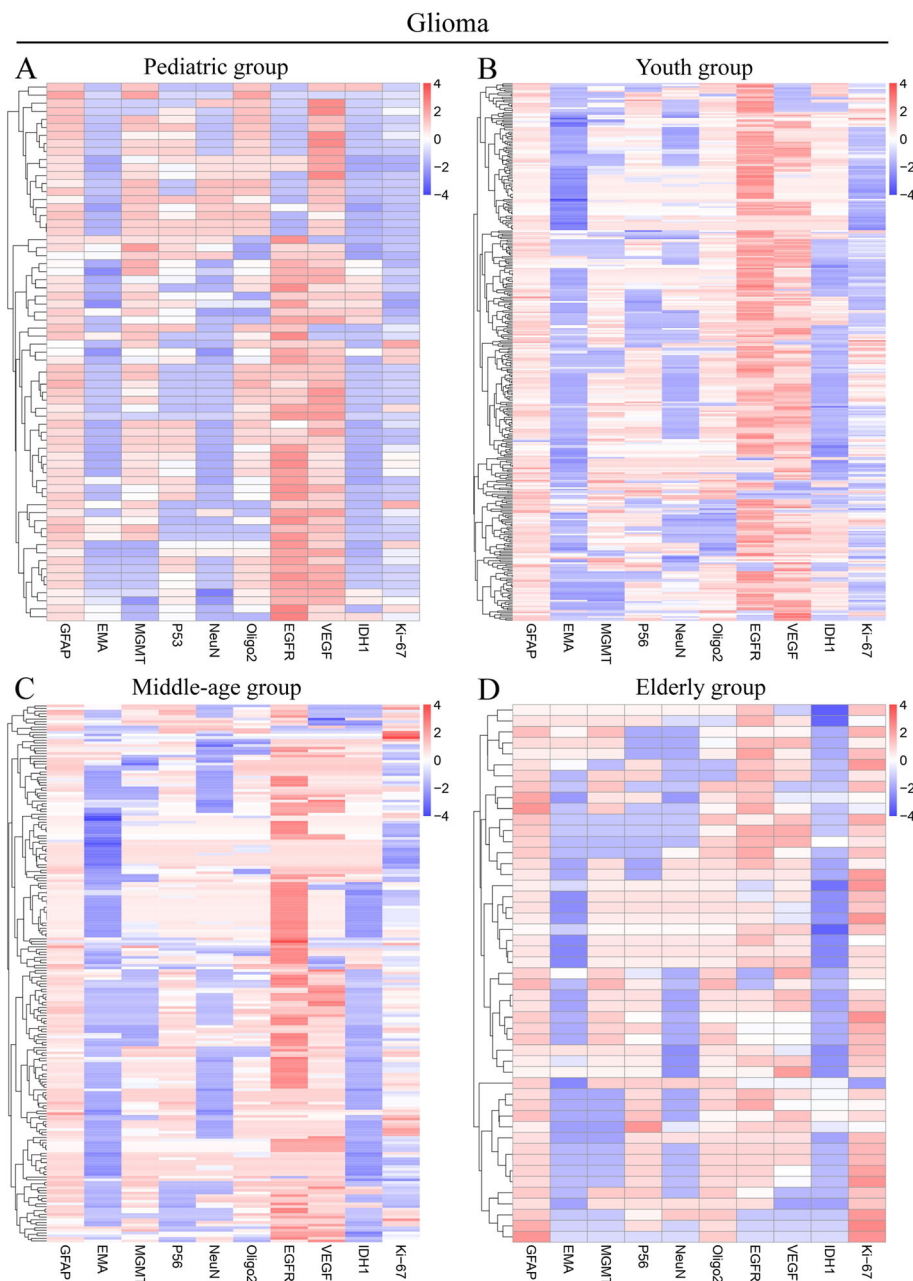 Glioma
A Pediatric group
4
2
0
−2
−4
GFAP
EMA
MGMT
P53
NeuN
Oligo2
EGFR
VEGF
IDH1
Ki−67
B Youth group
4
2
0
−2
−4
GFAP
EMA
MGMT
P56
NeuN
Oligo2
EGFR
VEGF
IDH1
Ki−67
C Middle-age group
4
2
0
−2
−4
GFAP
EMA
MGMT
P56
NeuN
Oligo2
EGFR
VEGF
IDH1
Ki−67
D Elderly group
4
2
0
−2
−4
GFAP
EMA
MGMT
P56
NeuN
Oligo2
EGFR
VEGF
IDH1
Ki−67